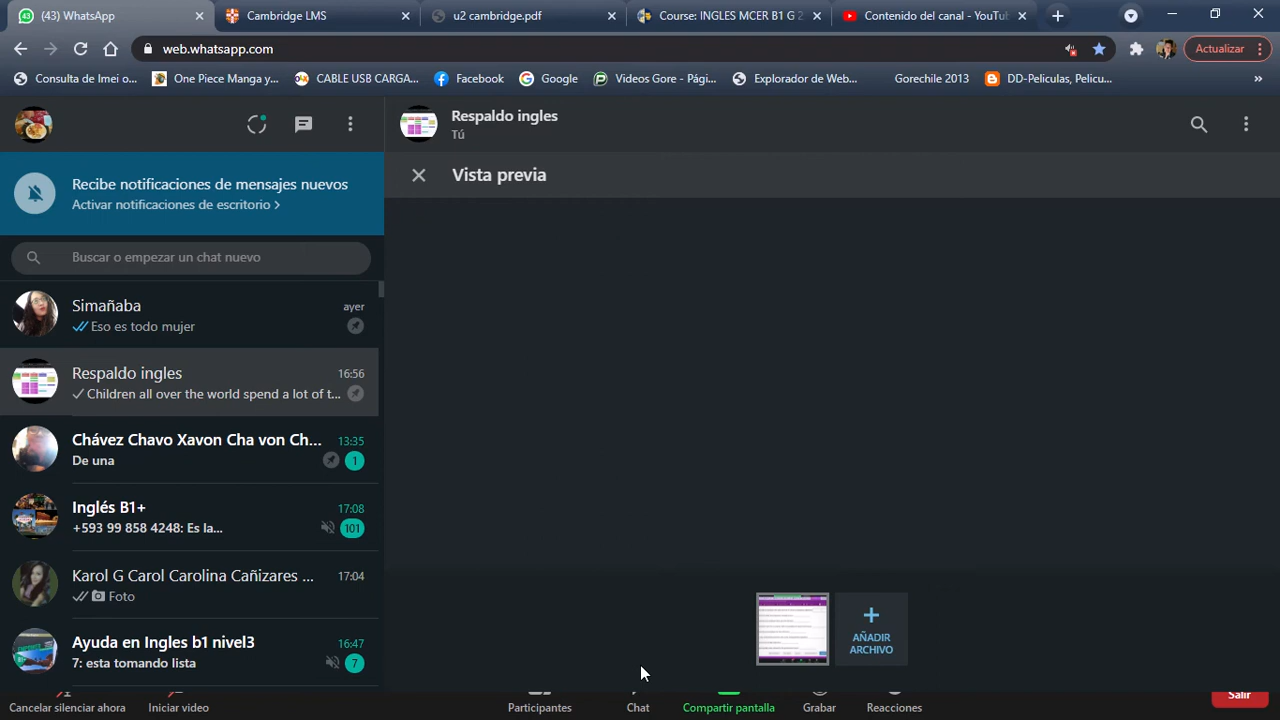 (43) WhatsApp
Cambridge LMS
u2 cambridge.pdf
Course: INGLES MCER B1 G 2
Contenido del canal - YouTu
web.whatsapp.com
Actualizar
Consulta de Imei o...
One Piece Manga y...
CABLE USB CARGA...
Facebook
Google
Videos Gore - Pági...
Explorador de Web...
Gorechile 2013
DD-Peliculas, Pelicu...
Respaldo ingles
Tú
Recibe notificaciones de mensajes nuevos
Activar notificaciones de escritorio >
Vista previa
Buscar o empezar un chat nuevo
Simañaba
ayer
Eso es todo mujer
Respaldo ingles
16:56
Children all over the world spend a lot of t...
Chávez Chavo Xavon Cha von Ch...
13:35
De una
1
Inglés B1+
17:08
+593 99 858 4248: Es la...
101
Karol G Carol Carolina Cañizares ...
17:04
Foto
en Ingles b1 nivel3
16:47
7
AÑADIR
ARCHIVO
Cancelar silenciar ahora
Iniciar video
Participantes
Chat
Compartir pantalla
Grabar
Reacciones
Salir